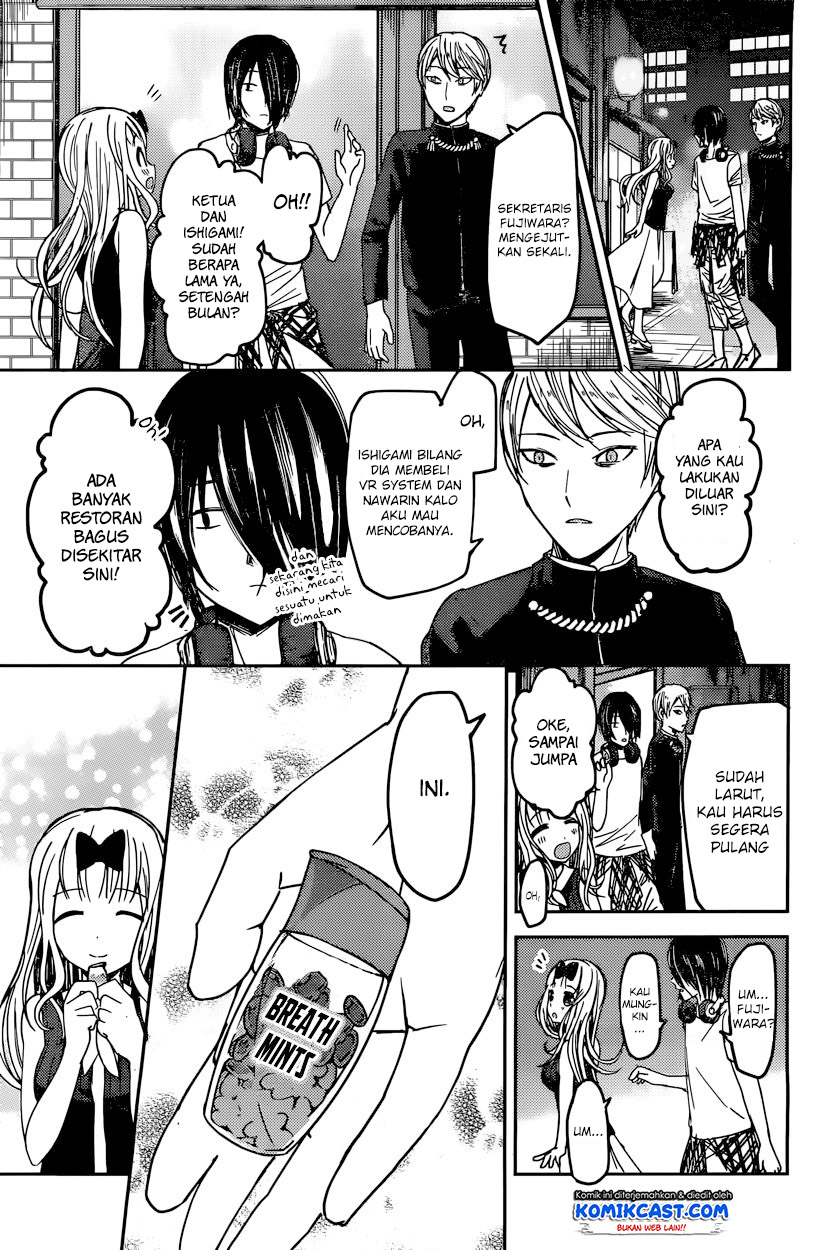 SEKRETARIS
FUJIWARA?
MENGEJUT-
KAN SEKALI.
OH!!
KETUA
DAN
ISHIGAMI!
SUDAH
BERAPA
LAMA YA,
SETENGAH
BULAN?
APA
YANG KAU
LAKUKAN
DILUAR
SINI?
OH,
ISHIGAMI BILANG
DIA MEMBELI
VR SYSTEM DAN
NAWARIN KALO
AKU MAU
MENCOBANYA.
dan
sekarang kita
disini mecari
sesuatu untuk
dimakan
Oh!
ADA
BANYAK
RESTORAN
BAGUS
DISEKITAR
SINI!
SUDAH
LARUT,
KAU HARUS
SEGERA
PULANG
OKE,
SAMPAI
JUMPA
OH,
UM...
FUJI-
WARA?
KAU
MUNG-
KIN
...
UM...
INI.
BREATH
MINTS
Komik ini diterjemahkan & diedit oleh
KOMIKCAST.COM
BUKAN WEB LAIN!!